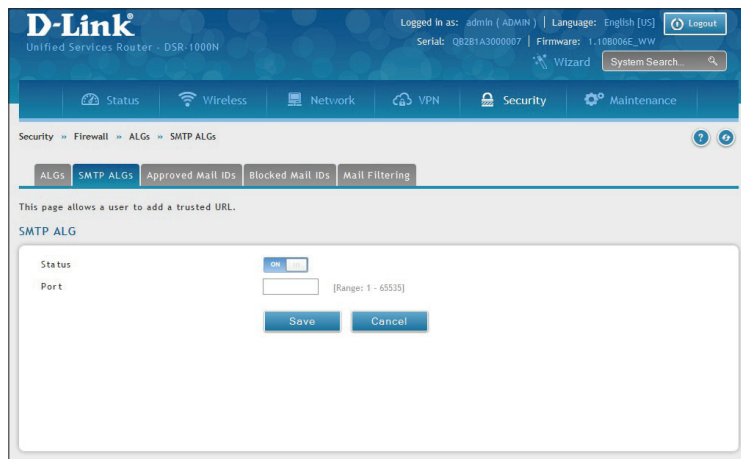 D-Link
Unified Services Router - DSR-1000N
Logged in as: admin ( ADMIN ) | Language: English [US]
Logout
Serial: QB2B1A3000007 | Firmware: 1.10B006E_WW
Wizard
System Search...
Status
Wireless
Network
VPN
Security
Maintenance
Security » Firewall » ALGs » SMTP ALGs
?
ALGs
SMTP ALGs
Approved Mail IDs
Blocked Mail IDs
Mail Filtering
This page allows a user to add a trusted URL.
SMTP ALG
Status
ON
Port
[Range: 1 - 65535]
Save
Cancel